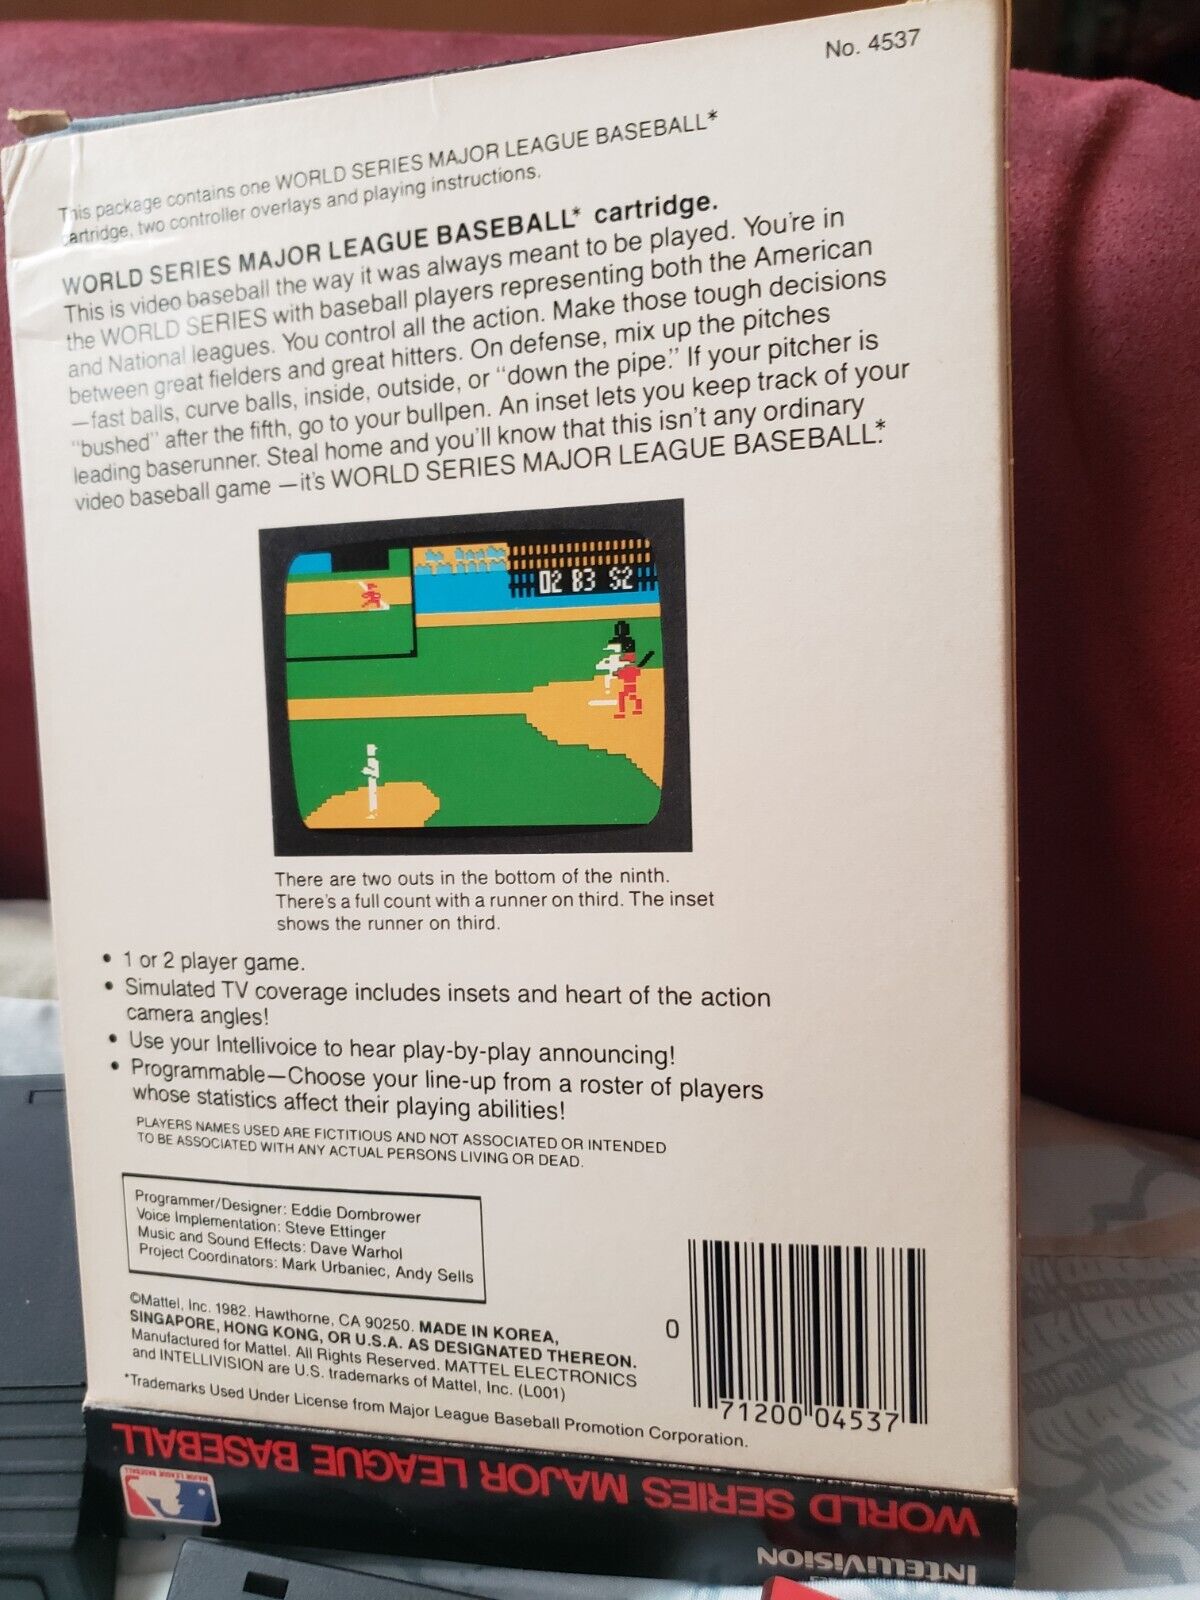 No. 4537
This package contains one WORLD SERIES MAJOR LEAGUE BASEBALL*
cartridge, two controller overlays and playing instructions.
WORLD SERIES MAJOR LEAGUE BASEBALL* cartridge.
This is video baseball the way it was always meant to be played. You're in
the WORLD SERIES with baseball players representing both the American
and National leagues. You control all the action. Make those tough decisions
between great fielders and great hitters. On defense, mix up the pitches
—fast balls, curve balls, inside, outside, or "down the pipe." If your pitcher is
"bushed" after the fifth, go to your bullpen. An inset lets you keep track of your
leading baserunner. Steal home and you'll know that this isn't any ordinary
video baseball game —it's WORLD SERIES MAJOR LEAGUE BASEBALL.*
O2 B3 S2
There are two outs in the bottom of the ninth.
There's a full count with a runner on third. The inset
shows the runner on third.
• 1 or 2 player game.
• Simulated TV coverage includes insets and heart of the action
camera angles!
• Use your Intellivoice to hear play-by-play announcing!
• Programmable—Choose your line-up from a roster of players
whose statistics affect their playing abilities!
PLAYERS NAMES USED ARE FICTITIOUS AND NOT ASSOCIATED OR INTENDED
TO BE ASSOCIATED WITH ANY ACTUAL PERSONS LIVING OR DEAD.
Programmer/Designer: Eddie Dombrower
Voice Implementation: Steve Ettinger
Music and Sound Effects: Dave Warhol
Project Coordinators: Mark Urbaniec, Andy Sells
©Mattel, Inc. 1982. Hawthorne, CA 90250. MADE IN KOREA,
SINGAPORE, HONG KONG, OR U.S.A. AS DESIGNATED THEREON.
Manufactured for Mattel. All Rights Reserved. MATTEL ELECTRONICS
and INTELLIVISION are U.S. trademarks of Mattel, Inc. (L001)
*Trademarks Used Under License from Major League Baseball Promotion Corporation.
0 71200 04537
WORLD SERIES MAJOR LEAGUE BASEBALL
MAJOR LEAGUE BASEBALL
INTELLIVISION